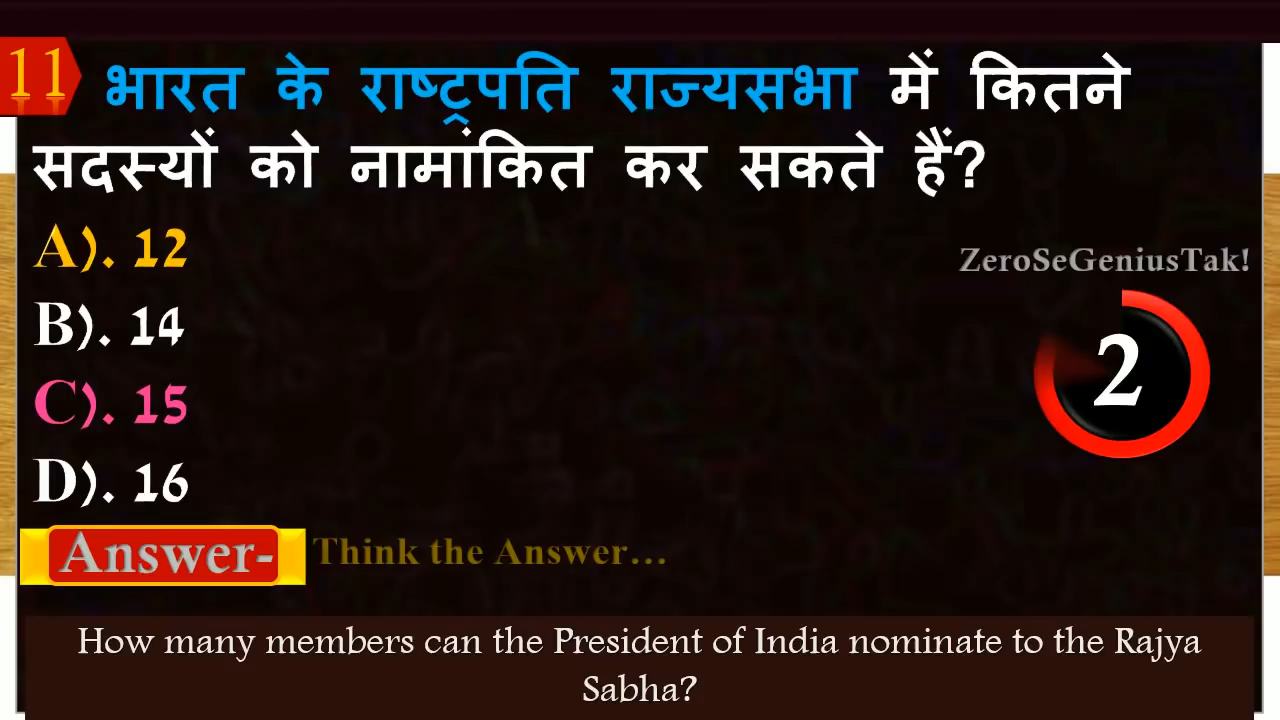 11
भारत के राष्ट्रपति राज्यसभा में कितने
सदस्यों को नामांकित कर सकते हैं?
A). 12
B). 14
C). 15
D). 16
ZeroSeGeniusTak!
2
Answer- Think the Answer...
How many members can the President of India nominate to the Rajya
Sabha?